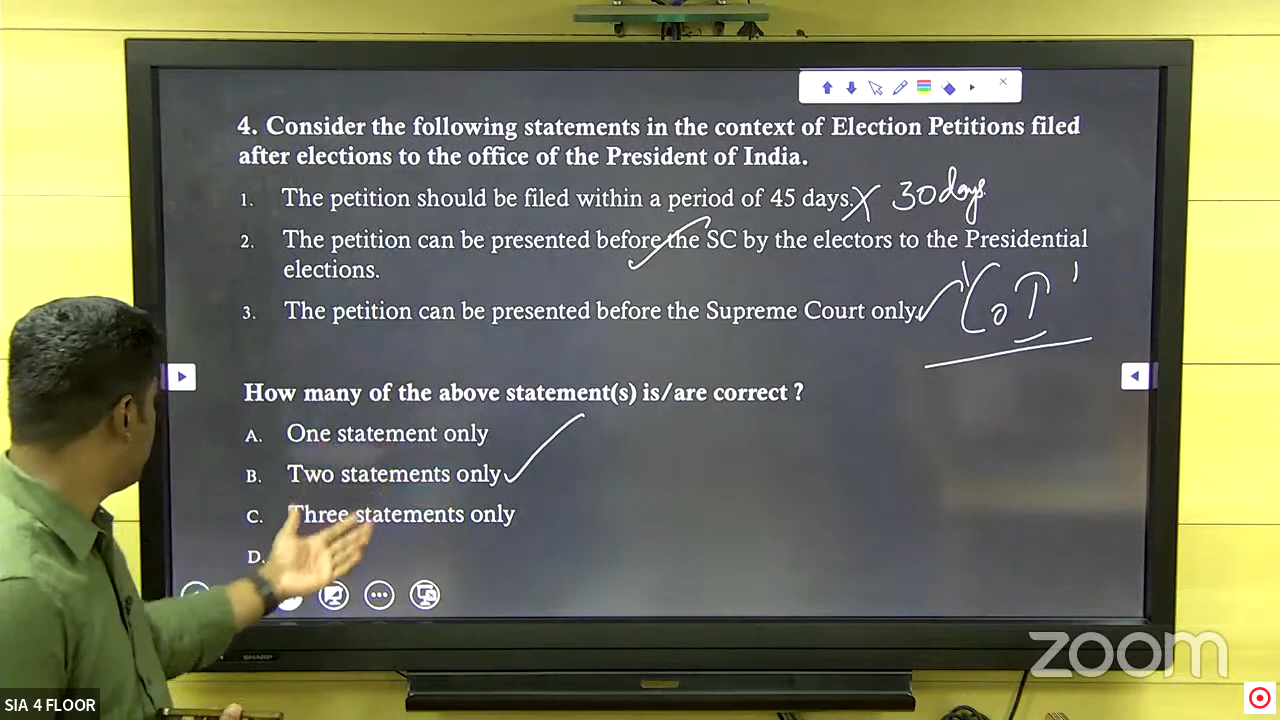 4. Consider the following statements in the context of Election Petitions filed
after elections to the office of the President of India.
1. The petition should be filed within a period of 45 days. X 30 days.
2. The petition can be presented before the SC by the electors to the Presidential
elections.
3. The petition can be presented before the Supreme Court only.
How many of the above statement(s) is/are correct ?
A. One statement only
B. Two statements only
C. Three statements only
D.
SHARP
zoom
SIA 4 FLOOR